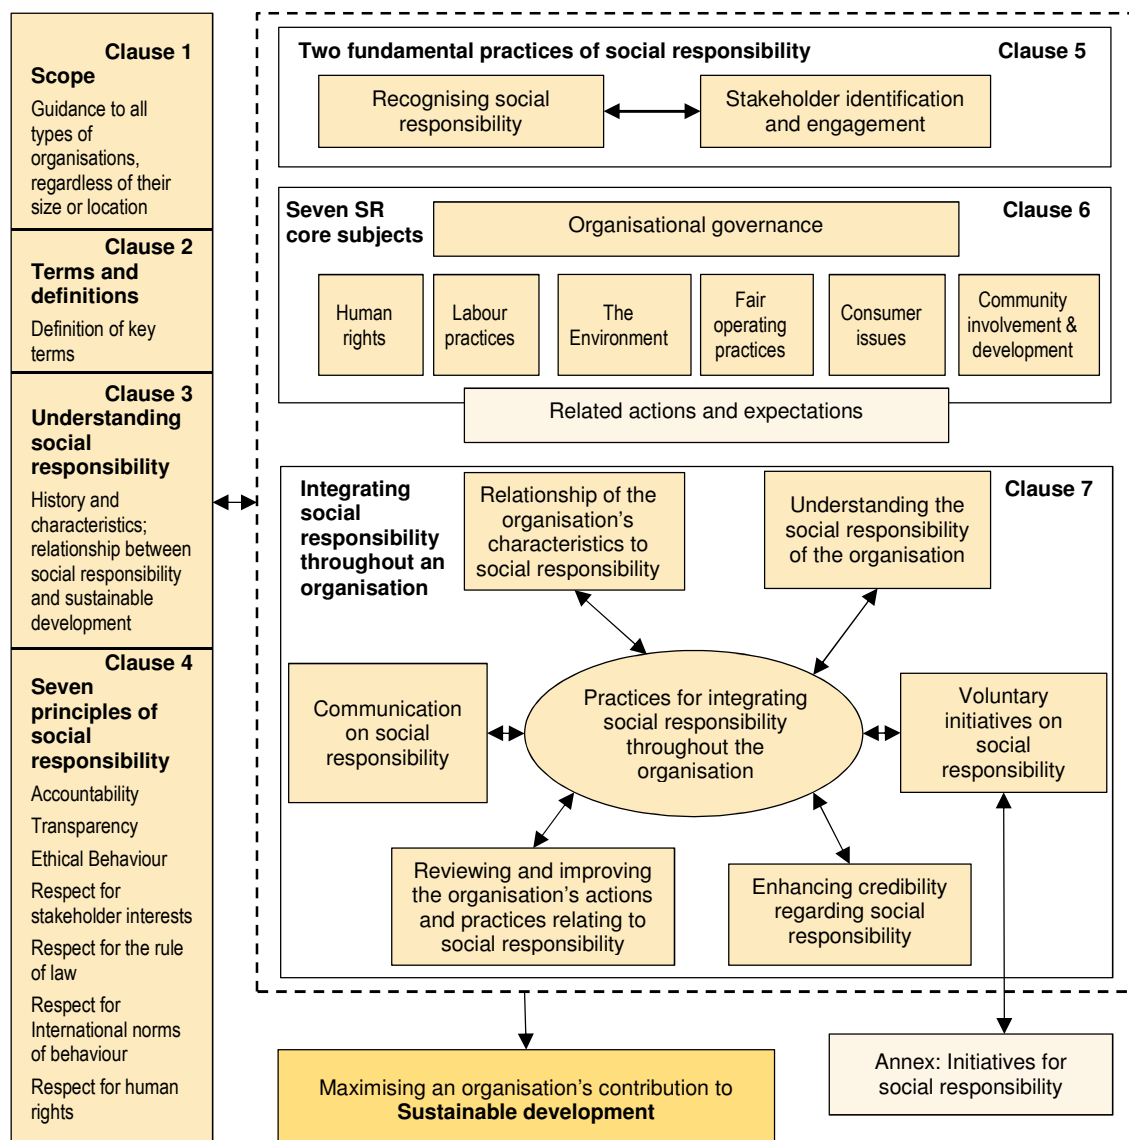 Clause 1
Scope
Guidance to all
types of
organisations,
regardless of their
size or location
Clause 2
Terms and
definitions
Definition of key
terms
Clause 3
Understanding
social
responsibility
History and
characteristics;
relationship between
social responsibility
and sustainable
development
Clause 4
Seven
principles of
social
responsibility
Accountability
Transparency
Ethical Behaviour
Respect for
stakeholder interests
Respect for the rule
of law
Respect for
International norms
of behaviour
Respect for human
rights
Two fundamental practices of social responsibility
Clause 5
Recognising social
responsibility
Stakeholder identification
and engagement
Seven SR
core subjects
Organisational governance
Clause 6
Human
rights
Labour
practices
The
Environment
Fair
operating
practices
Consumer
issues
Community
involvement &
development
Related actions and expectations
Integrating
social
responsibility
throughout an
organisation
Relationship of the
organisation's
characteristics to
social responsibility
Understanding the
social responsibility
of the organisation
Clause 7
Communication
on social
responsibility
Practices for integrating
social responsibility
throughout the
organisation
Voluntary
initiatives on
social
responsibility
Reviewing and improving
the organisation's actions
and practices relating to
social responsibility
Enhancing credibility
regarding social
responsibility
Maximising an organisation's contribution to
Sustainable development
Annex: Initiatives for
social responsibility